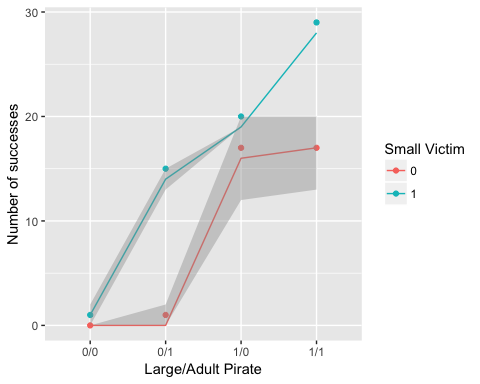 30
20
10
0
Number of successes
0/0 0/1 1/0 1/1
Large/Adult Pirate
Small Victim
0
1